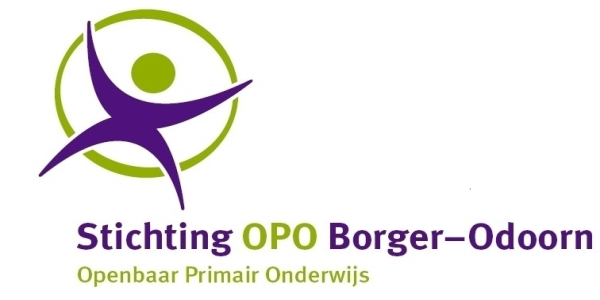 Stichting OPO Borger–Odoorn
Openbaar Primair Onderwijs